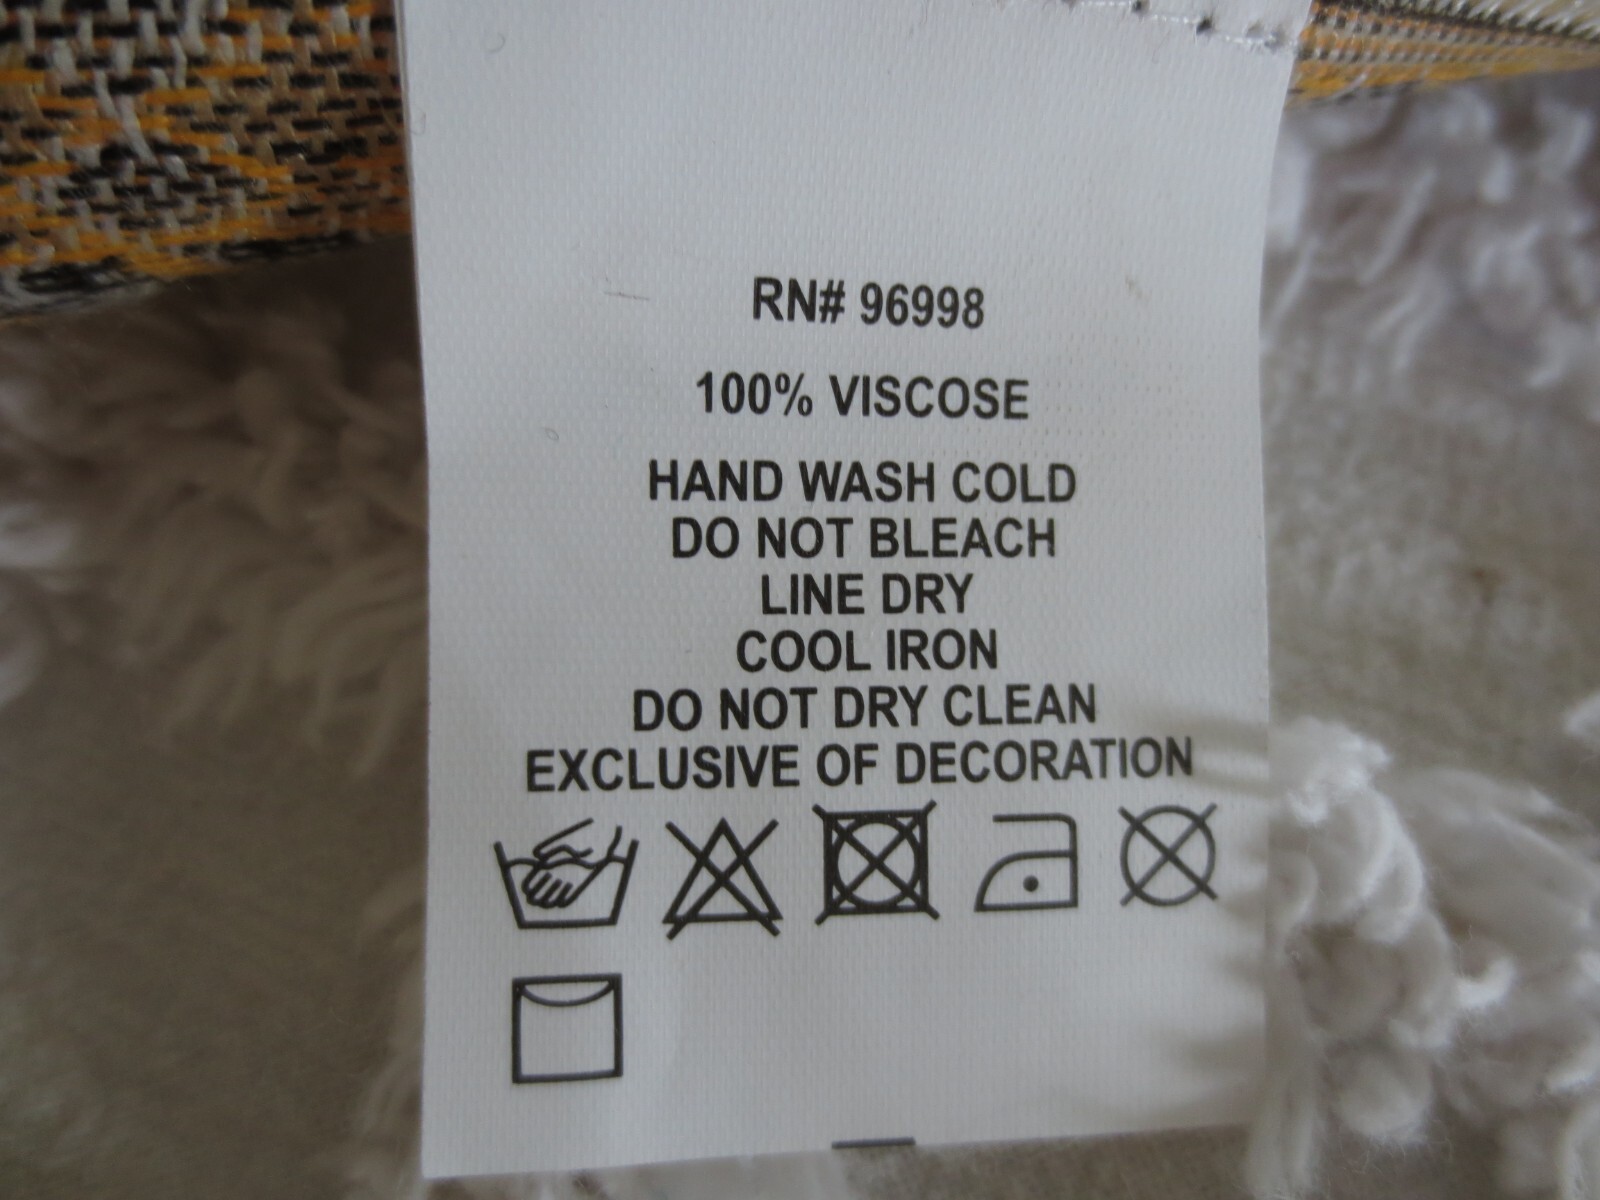 RN# 96998
100% VISCOSE
HAND WASH COLD
DO NOT BLEACH
LINE DRY
COOL IRON
DO NOT DRY CLEAN
EXCLUSIVE OF DECORATION